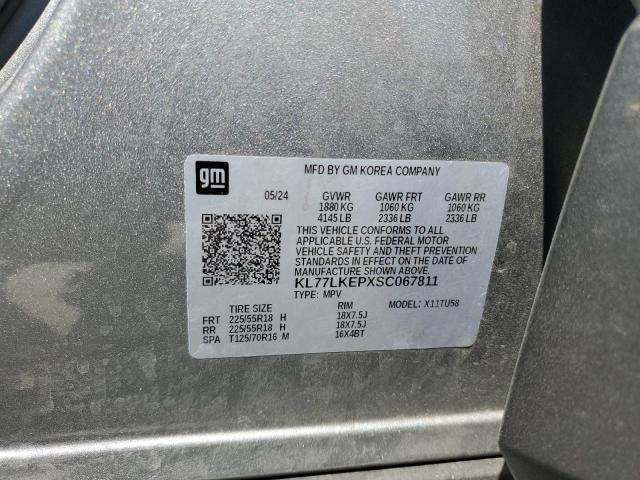 gm
MFD BY GM KOREA COMPANY
05/24 GVWR GAWR FRT GAWR RR
1880 KG 1060 KG 1060 KG
4145 LB 2336 LB 2336 LB
THIS VEHICLE CONFORMS TO ALL
APPLICABLE U.S. FEDERAL MOTOR
VEHICLE SAFETY AND THEFT PREVENTION
STANDARDS IN EFFECT ON THE DATE OF
MANUFACTURE SHOWN ABOVE.
KL77LKEPXSC067811
TYPE: MPV MODEL: X11TU58
TIRE SIZE RIM
FRT 225/55R18 H 18X7.5J
RR 225/55R18 H 18X7.5J
SPA T125/70R16 M 16X4BT